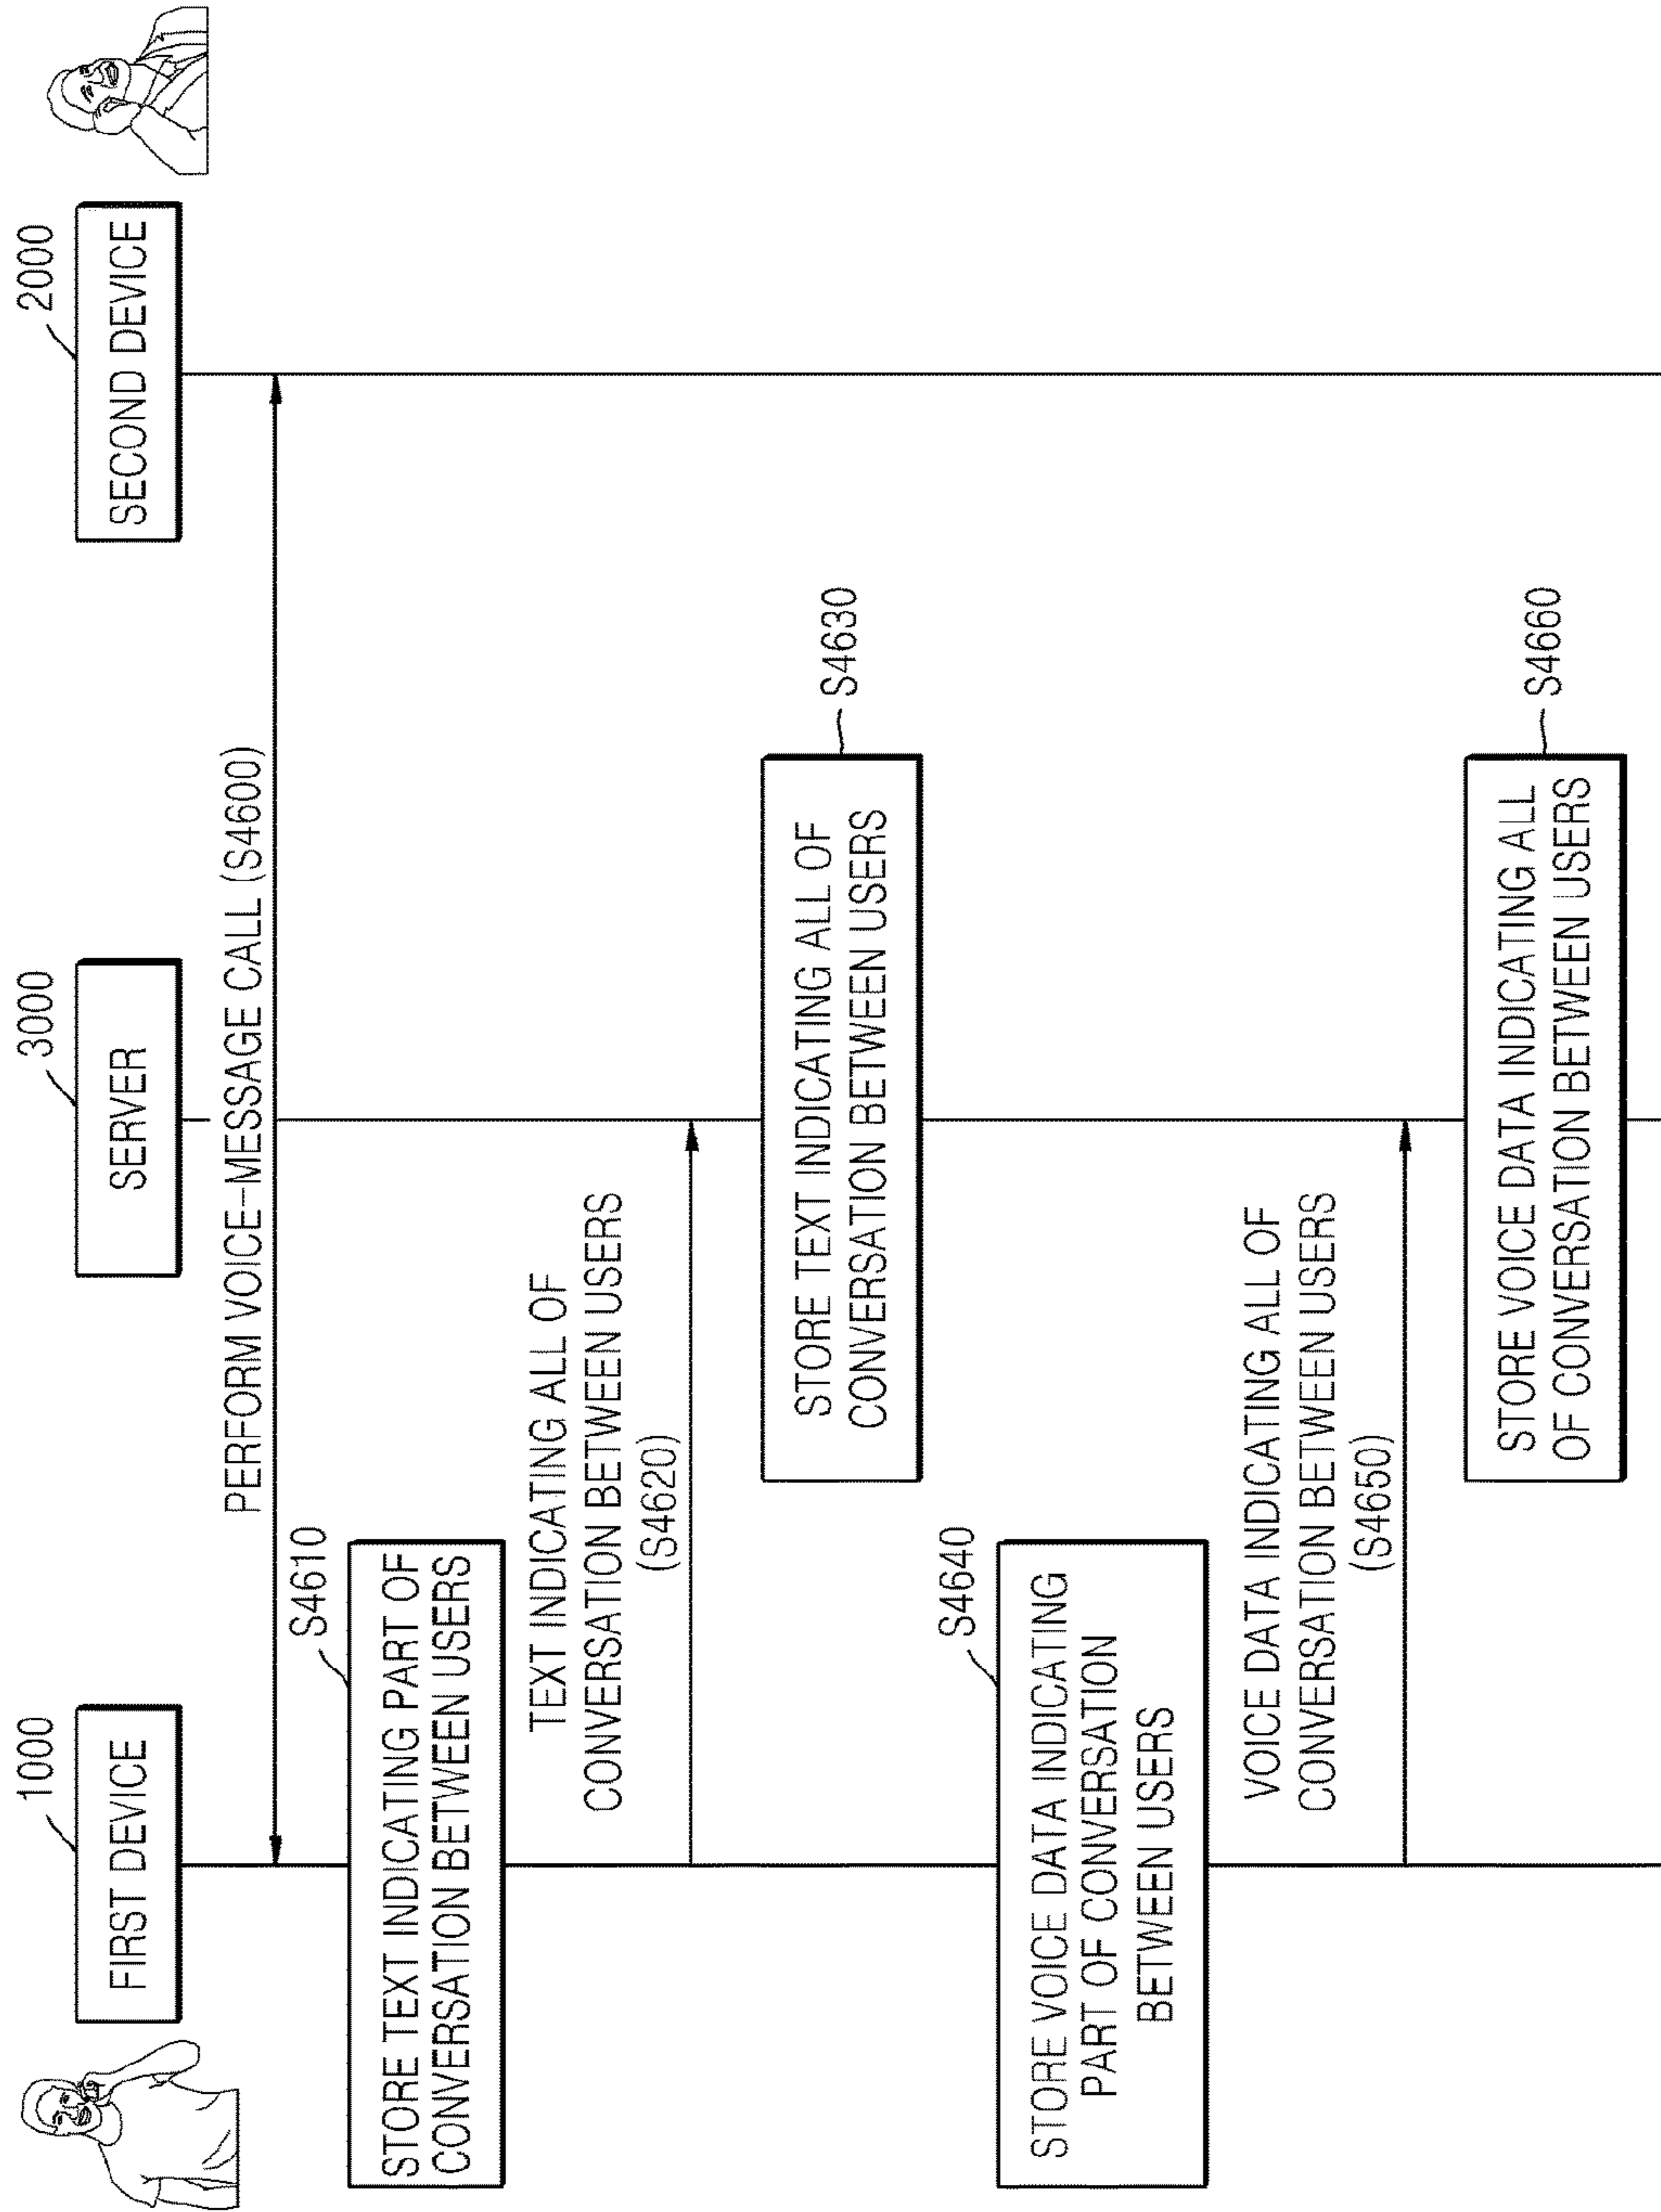 1000
FIRST DEVICE
3000
SERVER
2000
SECOND DEVICE
PERFORM VOICE-MESSAGE CALL (S4600)
S4610
STORE TEXT INDICATING PART OF
CONVERSATION BETWEEN USERS
TEXT INDICATING ALL OF
CONVERSATION BETWEEN USERS
(S4620)
STORE TEXT INDICATING ALL OF
CONVERSATION BETWEEN USERS
S4630
S4640
STORE VOICE DATA INDICATING
PART OF CONVERSATION
BETWEEN USERS
VOICE DATA INDICATING ALL OF
CONVERSATION BETWEEN USERS
(S4650)
STORE VOICE DATA INDICATING ALL
OF CONVERSATION BETWEEN USERS
S4660